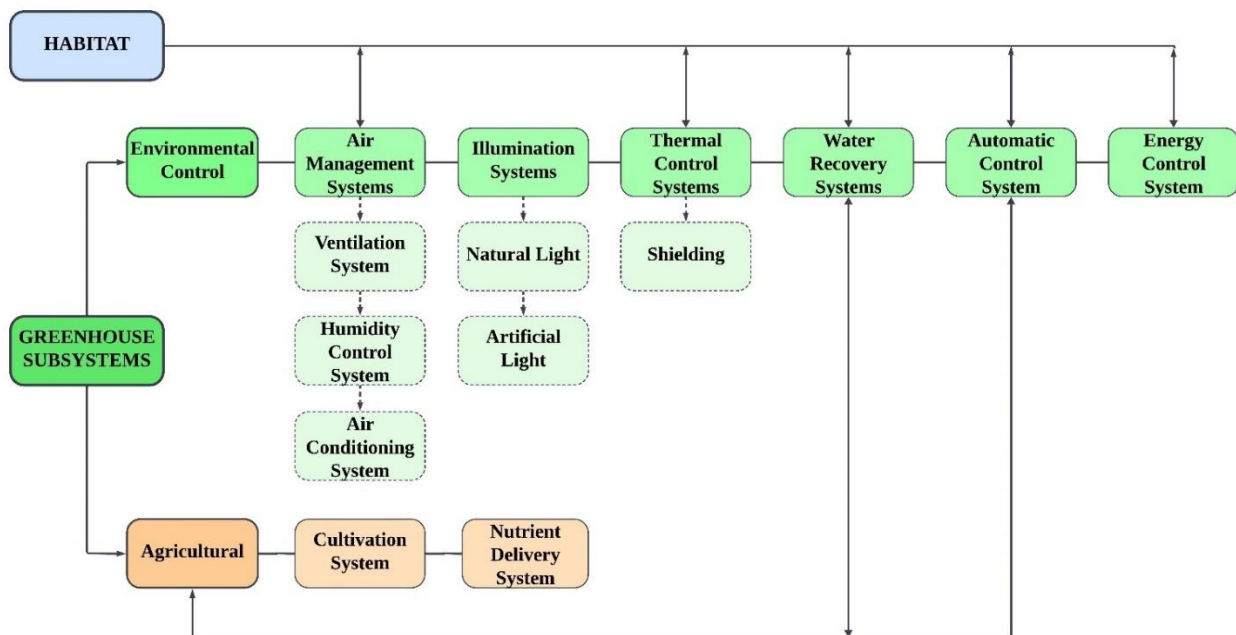 HABITAT
Environmental
Control
Air
Management
Systems
Illumination
Systems
Thermal
Control
Systems
Water
Recovery
Systems
Automatic
Control
System
Energy
Control
System
Ventilation
System
Natural Light
Shielding
GREENHOUSE
SUBSYSTEMS
Humidity
Control
System
Artificial
Light
Air
Conditioning
System
Agricultural
Cultivation
System
Nutrient
Delivery
System